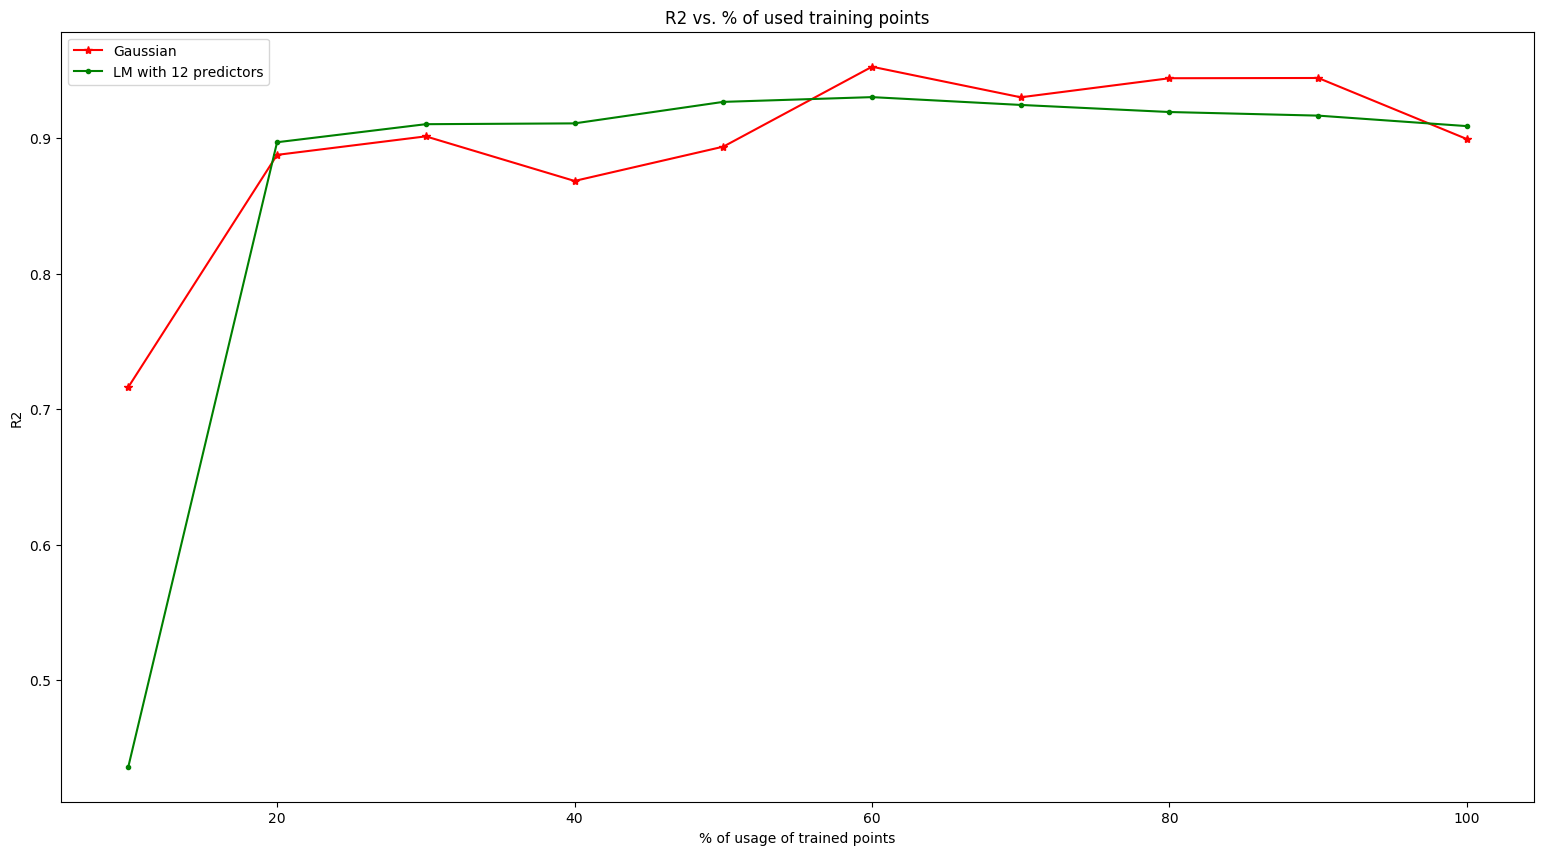 R2 vs. % of used training points
Gaussian
LM with 12 predictors
R2
0.9
0.8
0.7
0.6
0.5
20 40 60 80 100
% of usage of trained points